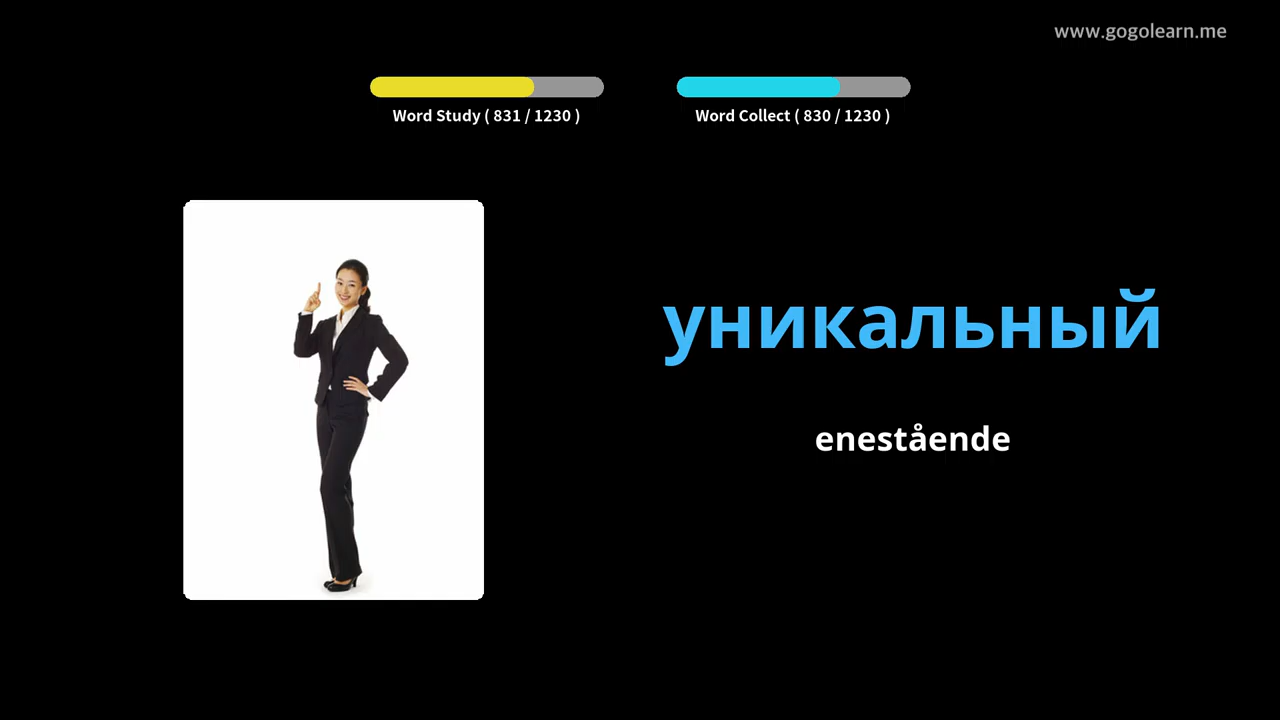 www.gogolearn.me
Word Study ( 831 / 1230 )
Word Collect ( 830 / 1230 )
уникальный
enestående